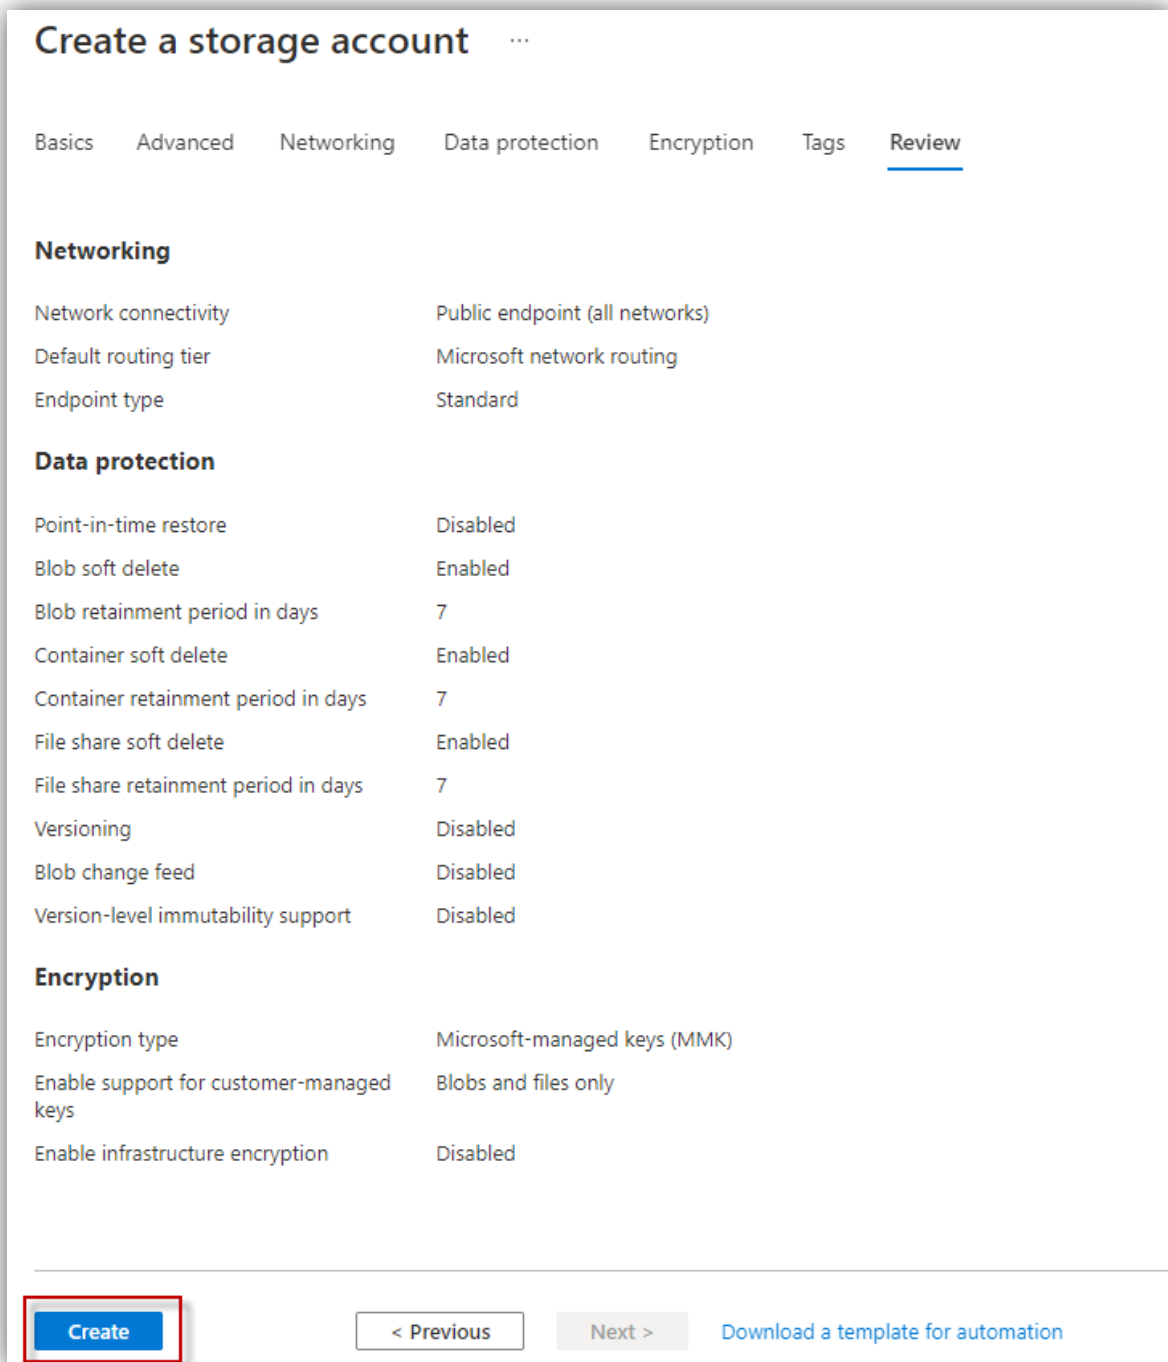 Create a storage account ...
Basics Advanced Networking Data protection Encryption Tags Review
Networking
Network connectivity Public endpoint (all networks)
Default routing tier Microsoft network routing
Endpoint type Standard
Data protection
Point-in-time restore Disabled
Blob soft delete Enabled
Blob retainment period in days 7
Container soft delete Enabled
Container retainment period in days 7
File share soft delete Enabled
File share retainment period in days 7
Versioning Disabled
Blob change feed Disabled
Version-level immutability support Disabled
Encryption
Encryption type Microsoft-managed keys (MMK)
Enable support for customer-managed Blobs and files only
keys
Enable infrastructure encryption Disabled
Create < Previous Next > Download a template for automation